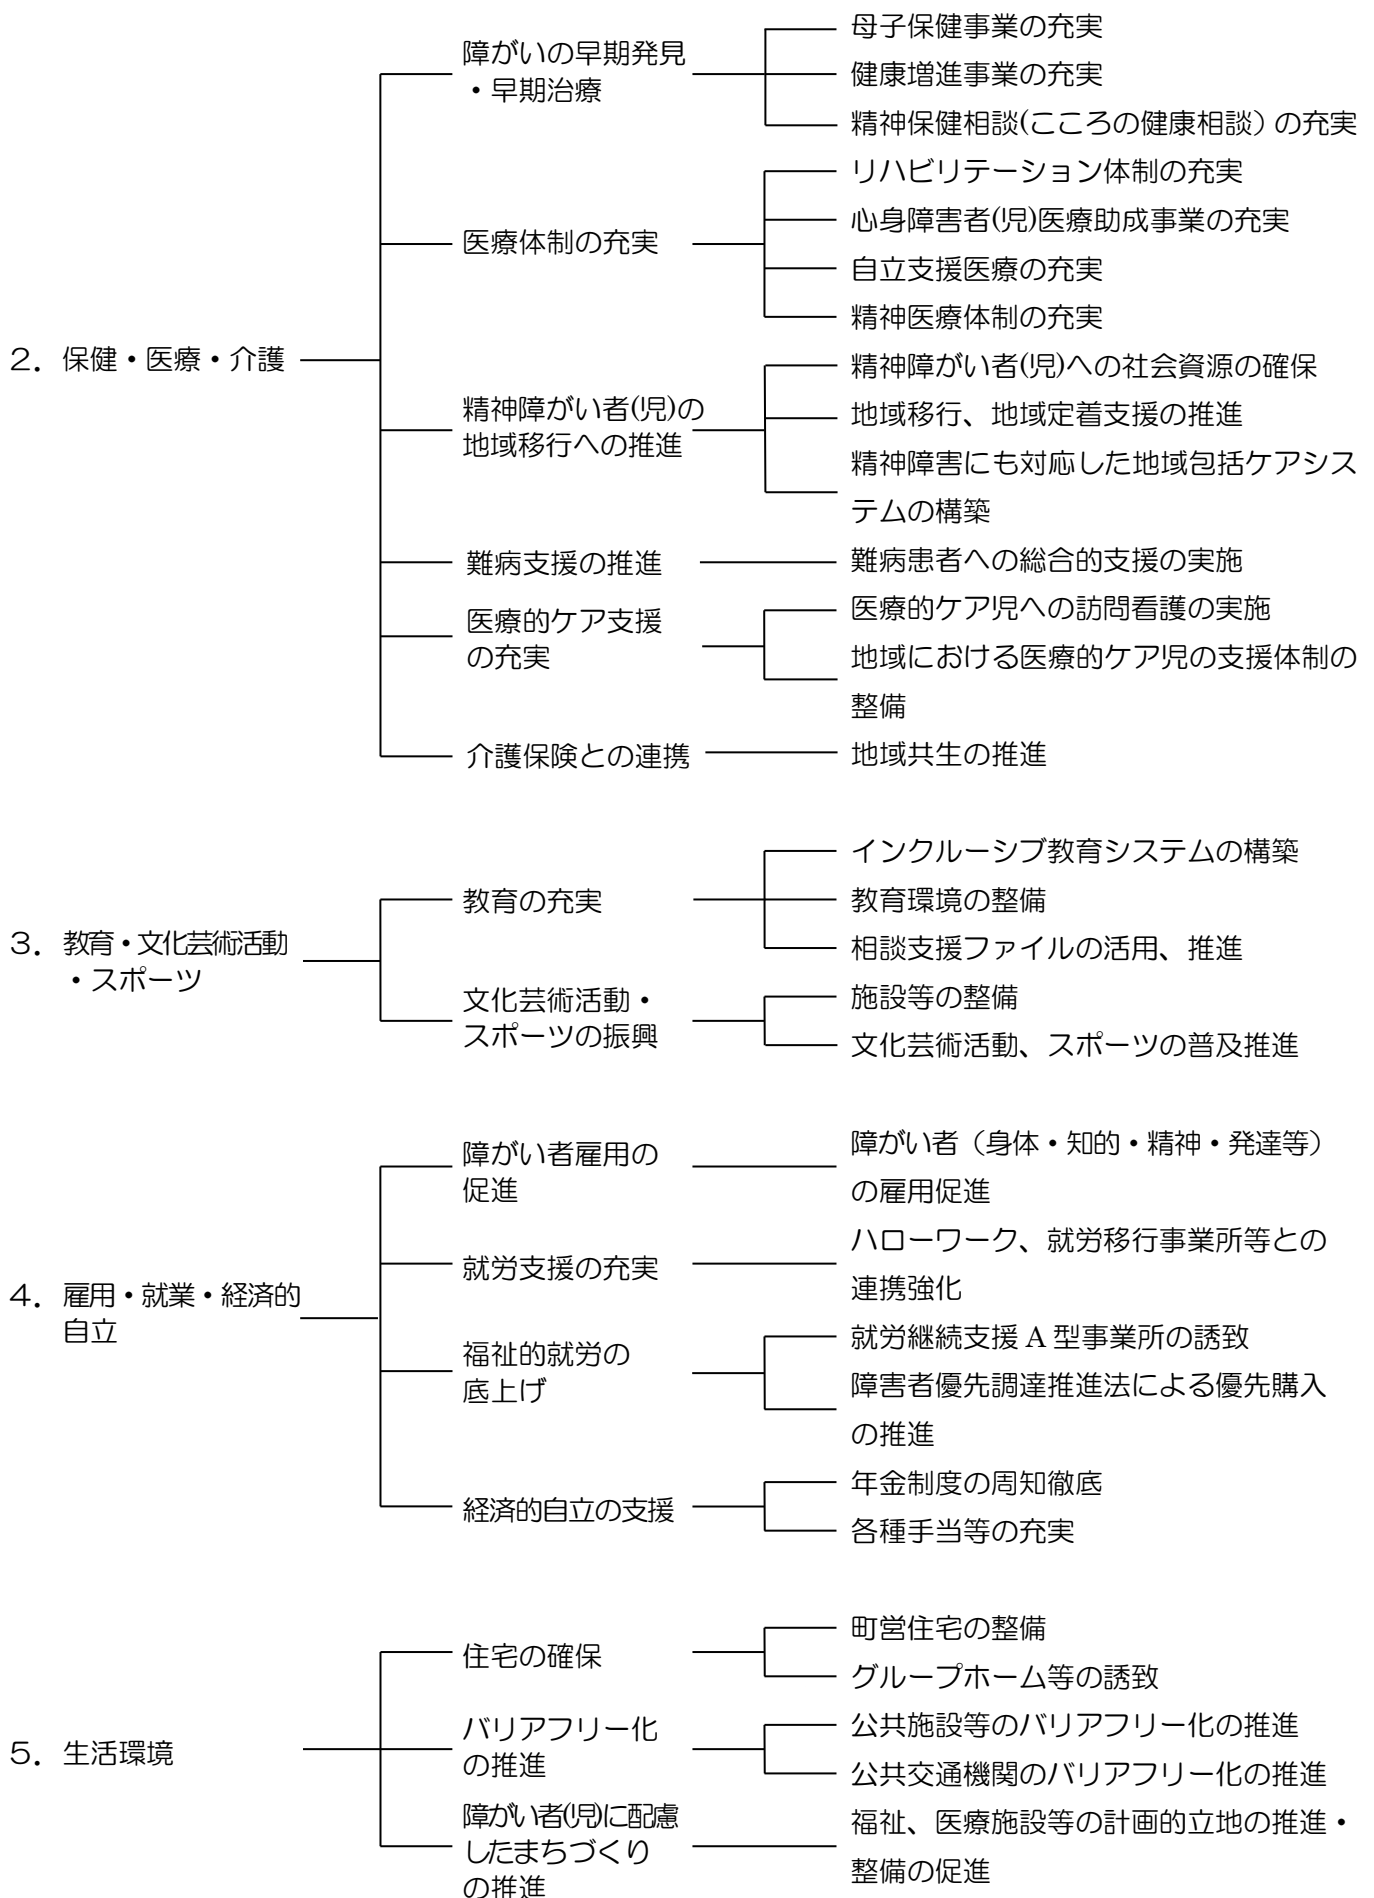 2．保健・医療・介護
障がいの早期発見
・早期治療
母子保健事業の充実
健康増進事業の充実
精神保健相談(こころの健康相談）の充実
医療体制の充実
リハビリテーション体制の充実
心身障害者(児)医療助成事業の充実
自立支援医療の充実
精神医療体制の充実
精神障がい者(児)の
地域移行への推進
精神障がい者(児)への社会資源の確保
地域移行、地域定着支援の推進
精神障害にも対応した地域包括ケアシス
テムの構築
難病支援の推進
難病患者への総合的支援の実施
医療的ケア支援
の充実
医療的ケア児への訪問看護の実施
地域における医療的ケア児の支援体制の
整備
介護保険との連携
地域共生の推進
3．教育・文化芸術活動
・スポーツ
教育の充実
インクルーシブ教育システムの構築
教育環境の整備
相談支援ファイルの活用、推進
文化芸術活動・
スポーツの振興
施設等の整備
文化芸術活動、スポーツの普及推進
4．雇用・就業・経済的
自立
障がい者雇用の
促進
障がい者（身体・知的・精神・発達等）
の雇用促進
就労支援の充実
ハローワーク、就労移行事業所等との
連携強化
福祉的就労の
底上げ
就労継続支援 A 型事業所の誘致
障害者優先調達推進法による優先購入
の推進
経済的自立の支援
年金制度の周知徹底
各種手当等の充実
5．生活環境
住宅の確保
町営住宅の整備
グループホーム等の誘致
バリアフリー化
の推進
公共施設等のバリアフリー化の推進
公共交通機関のバリアフリー化の推進
障がい者(児)に配慮
したまちづくり
の推進
福祉、医療施設等の計画的立地の推進・
整備の促進